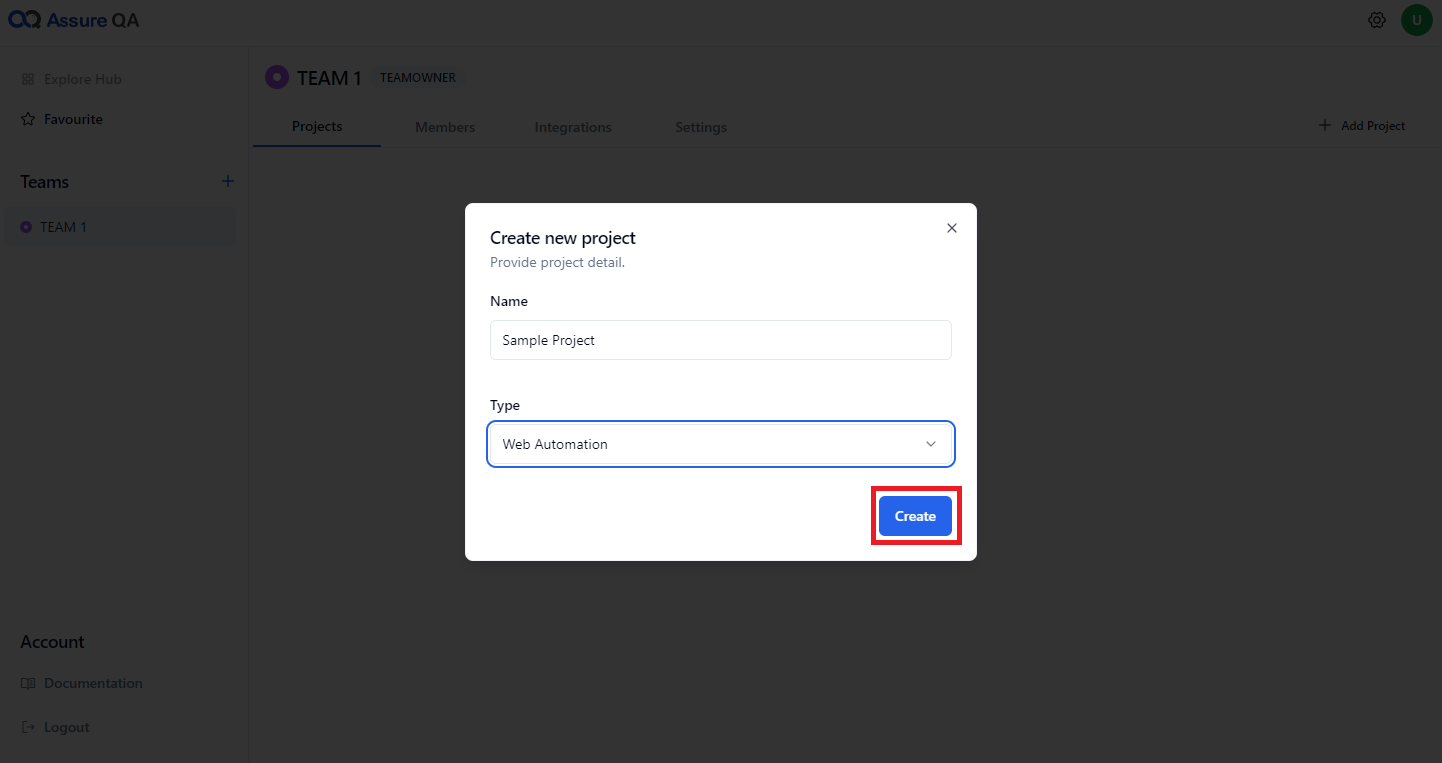 Assure QA
U
Explore Hub
Favourite
Teams
TEAM 1
Account
Documentation
Logout
TEAM 1 TEAMOWNER
Projects Members Integrations Settings Add Project
Create new project
Provide project detail.
Name
Sample Project
Type
Web Automation
Create